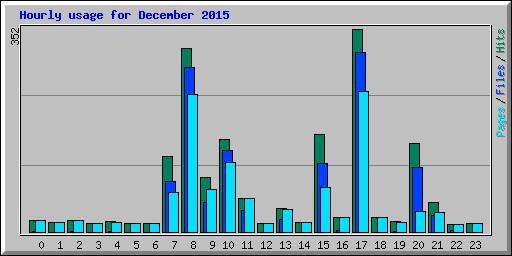 Hourly usage for December 2015
352
Pages / Files / Hits
0 1 2 3 4 5 6 7 8 9 10 11 12 13 14 15 16 17 18 19 20 21 22 23